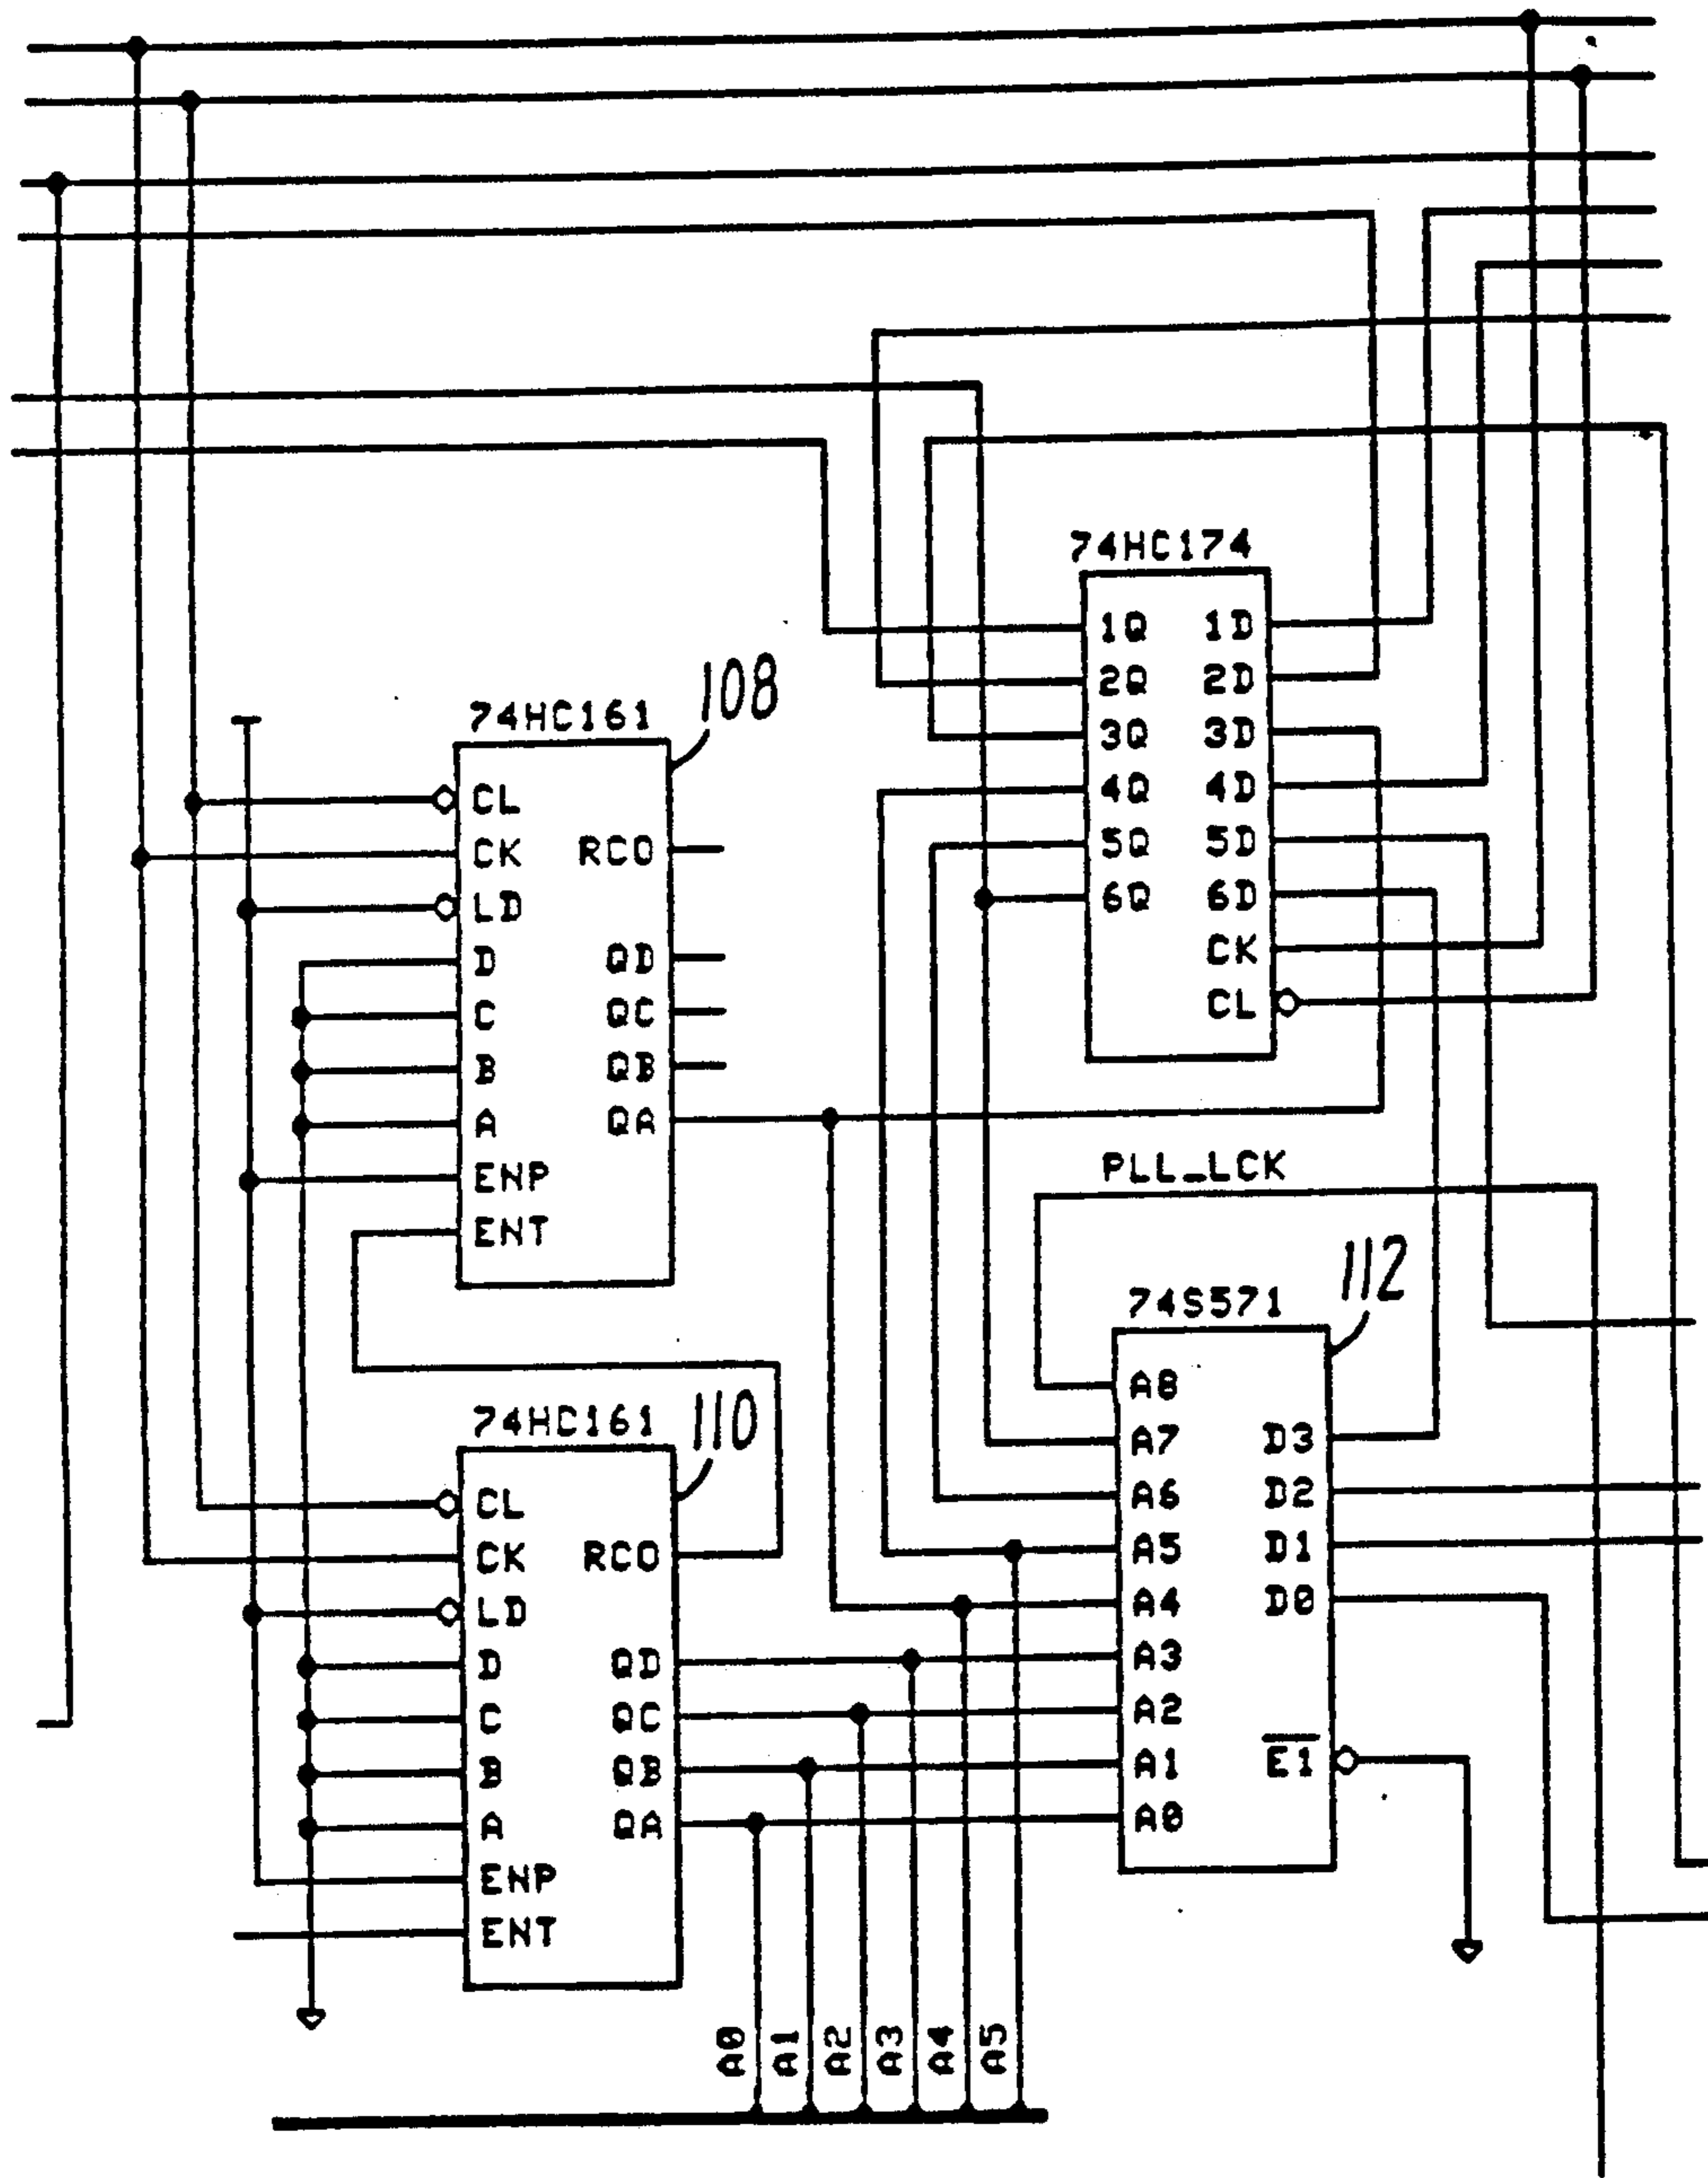 74HC174
1Q 1D
2Q 2D
3Q 3D
4Q 4D
5Q 5D
6Q 6D
CK
CL
74HC161 108
CL
CK RCO
LD
D QD
C QC
B QB
A QA
ENP
ENT
PLL_LCK
74S571 112
A8
A7 D3
A6 D2
A5 D1
A4 D0
A3
A2
A1 E1
A0
74HC161 110
CL
CK RCO
LD
D QD
C QC
B QB
A QA
ENP
ENT
A0
A1
A2
A3
A4
A5